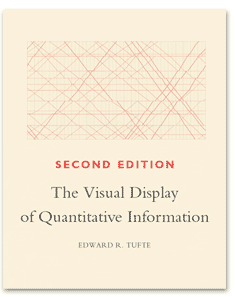 SECOND EDITION
The Visual Display
of Quantitative Information
EDWARD R. TUFTE